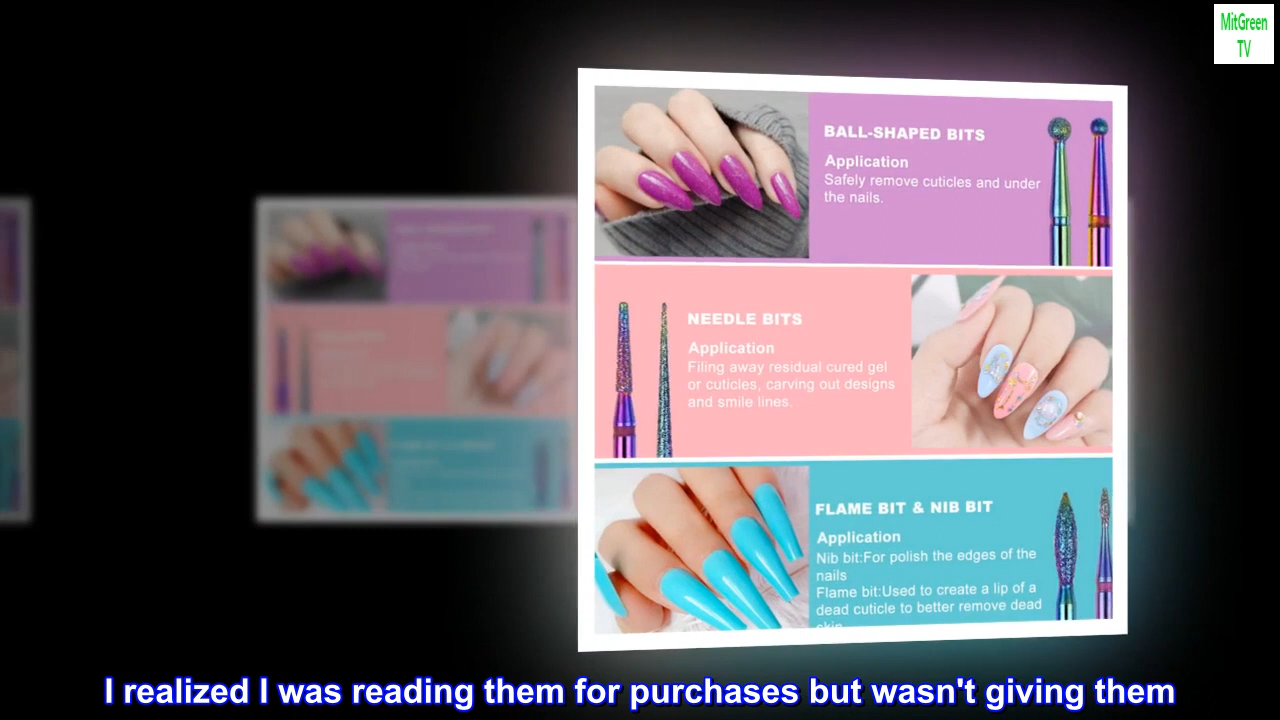 MitGreen
TV
BALL-SHAPED BITS
Application
Safely remove cuticles and under
the nails.
NEEDLE BITS
Application
Filing away residual cured gel
or cuticles, carving out designs
and smile lines.
FLAME BIT & NIB BIT
Application
Nib bit:For polish the edges of the
nails
Flame bit:Used to create a lip of a
dead cuticle to better remove dead
skin
I realized I was reading them for purchases but wasn't giving them